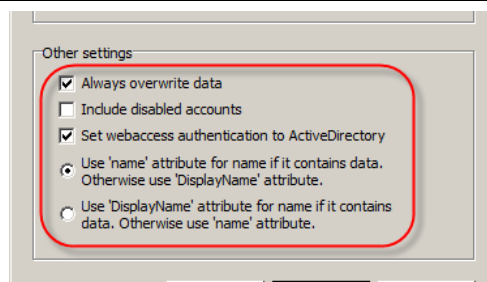 Other settings
Always overwrite data
Include disabled accounts
Set webaccess authentication to ActiveDirectory
Use 'name' attribute for name if it contains data.
Otherwise use 'DisplayName' attribute.
Use 'DisplayName' attribute for name if it contains
data. Otherwise use 'name' attribute.